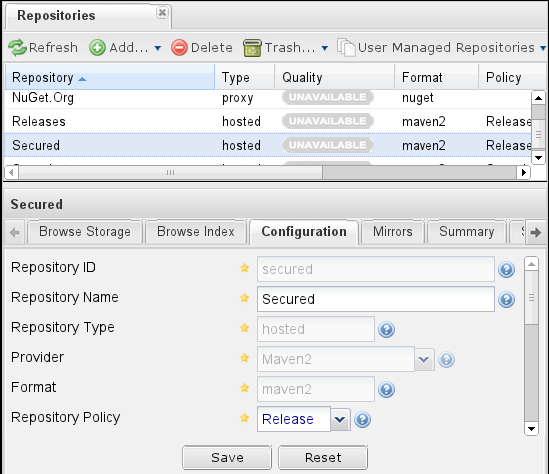 Repositories
Refresh Add... Delete Trash... User Managed Repositories
Repository Type Quality Format Policy
NuGet.Org proxy UNAVAILABLE nuget
Releases hosted UNAVAILABLE maven2 Release
Secured hosted UNAVAILABLE maven2 Release
Secured
Browse Storage Browse Index Configuration Mirrors Summary
Repository ID secured
Repository Name Secured
Repository Type hosted
Provider Maven2
Format maven2
Repository Policy Release
Save Reset